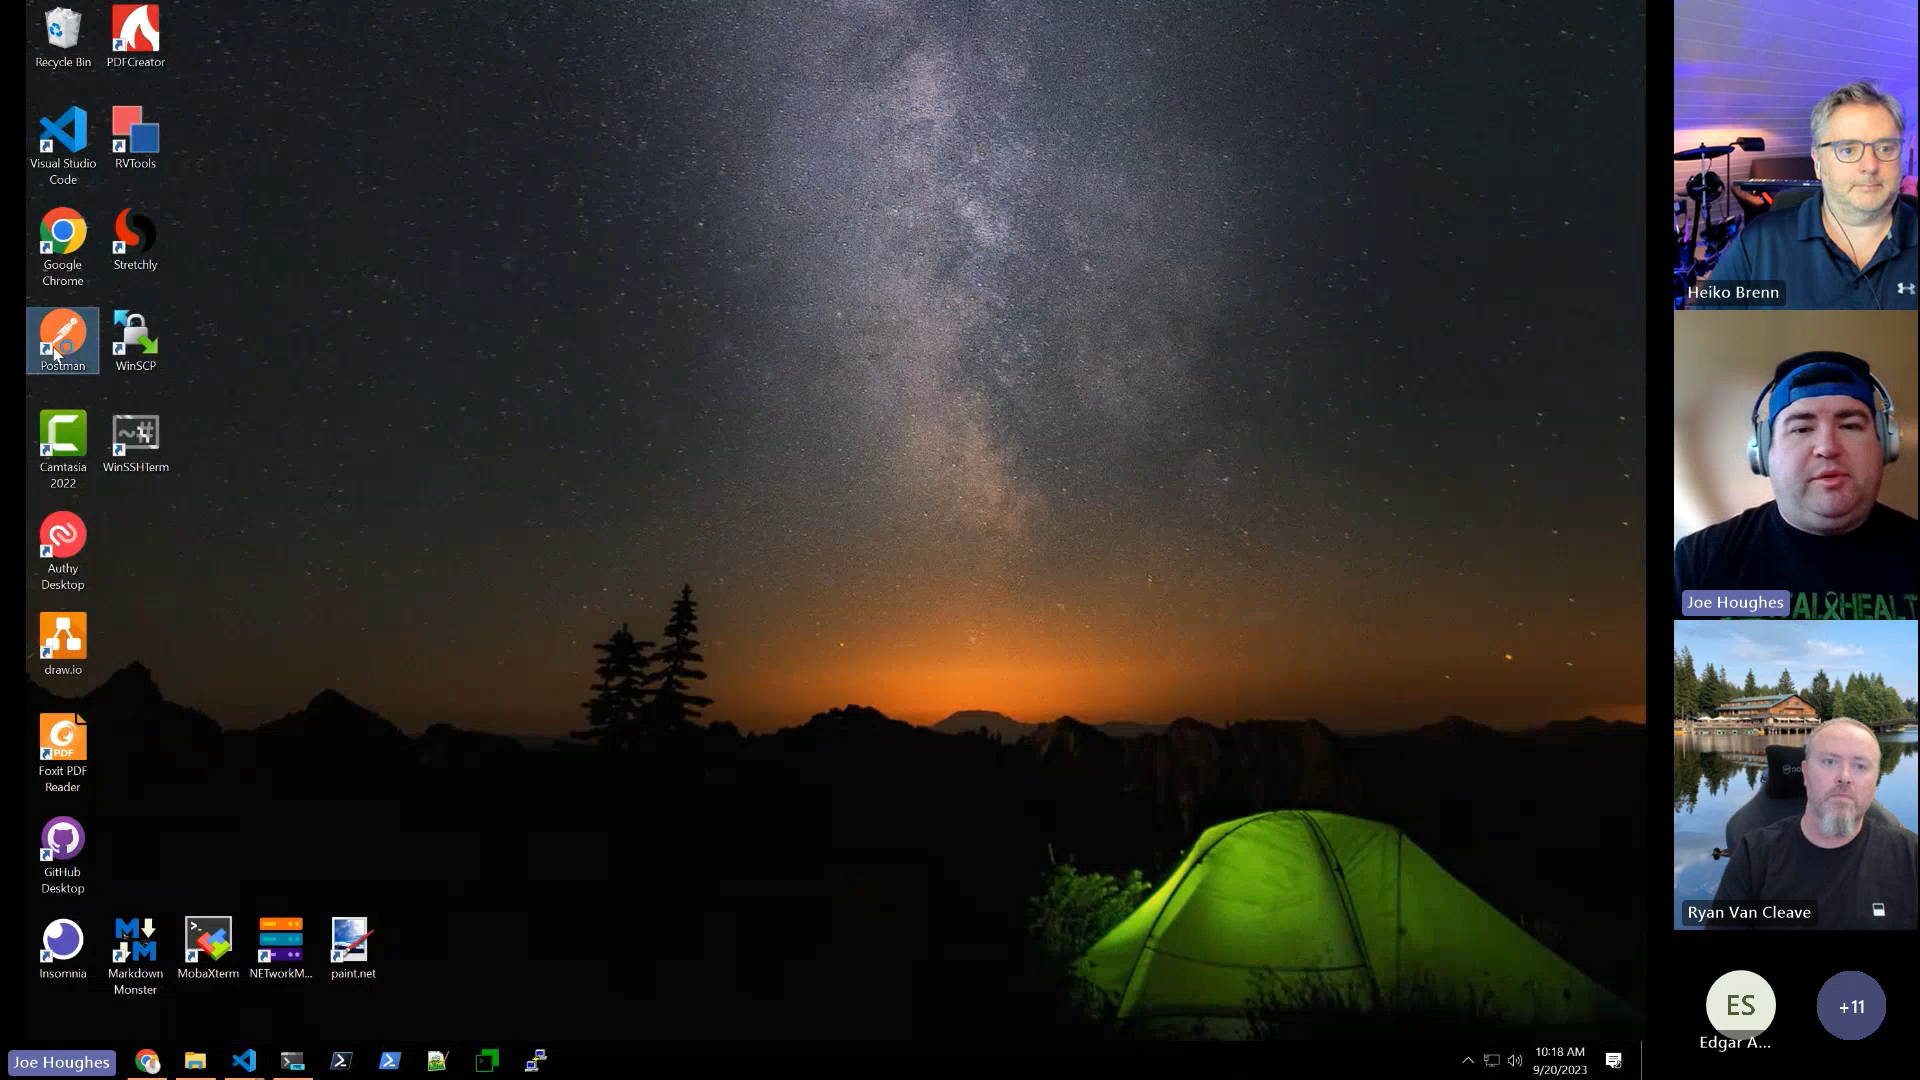 Recycle Bin
PDFCreator
Visual Studio
Code
RVTools
Google
Chrome
Stretchly
Postman
WinSCP
Camtasia
2022
~#
WinSSHTerm
Authy
Desktop
draw.io
PDF
Foxit PDF
Reader
GitHub
Desktop
Insomnia
Markdown
Monster
MobaXterm
NETworkM...
paint.net
Joe Houghes
10:18 AM
9/20/2023
Heiko Brenn
Joe Houghes
Ryan Van Cleave
ES
Edgar A...
+11